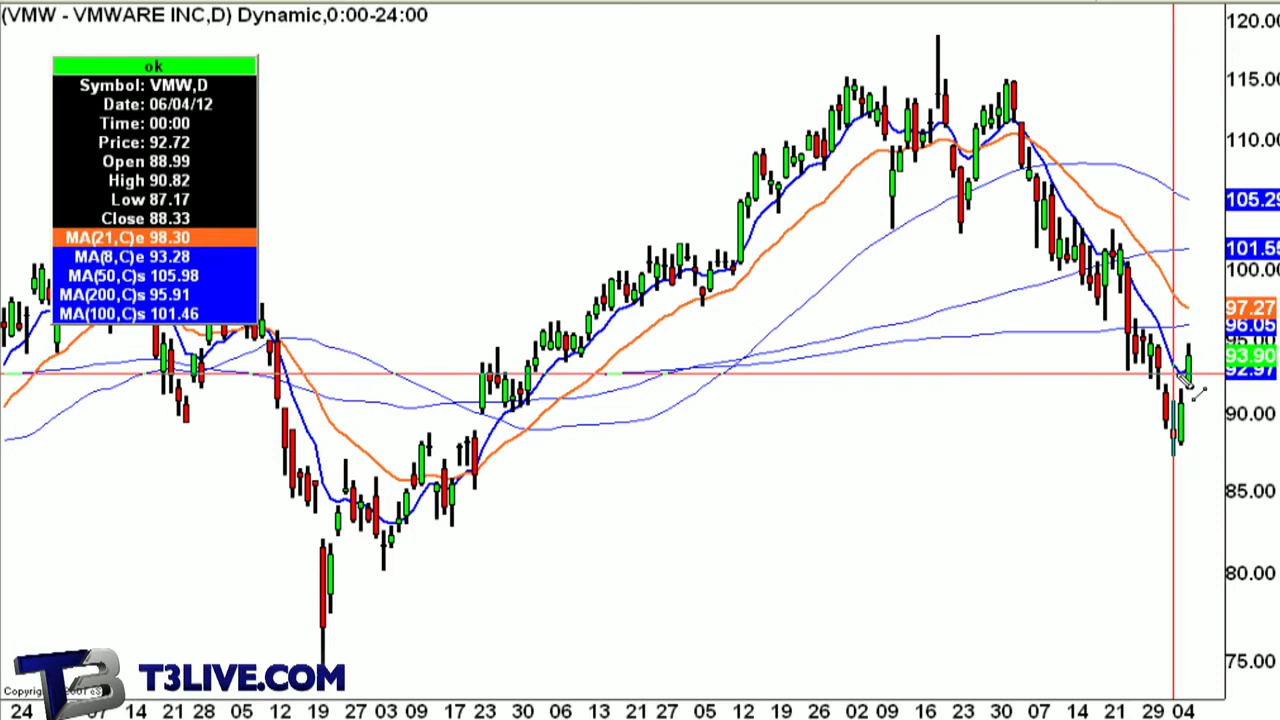 (VMW - VMWARE INC,D) Dynamic,0:00-24:00
ok
Symbol: VMW,D
Date: 06/04/12
Time: 00:00
Price: 92.72
Open 88.99
High 90.82
Low 87.17
Close 88.33
MA(21,C)e 98.30
MA(8,C)e 93.28
MA(50,C)s 105.98
MA(200,C)s 95.91
MA(100,C)s 101.46
120.00
115.00
110.00
105.29
101.55
100.00
97.27
96.05
95.00
93.90
92.97
90.00
85.00
80.00
75.00
T3 T3LIVE.COM
24 14 21 28 05 12 19 27 03 09 17 23 30 06 13 21 27 05 12 19 26 02 09 16 23 30 07 14 21 29 04